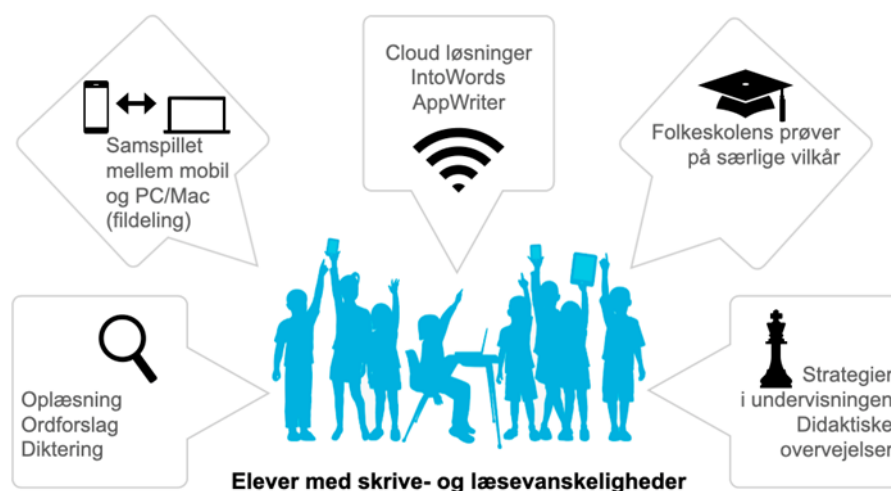 Samspillet
mellem mobil
og PC/Mac
(fildeling)
Cloud løsninger
IntoWords
AppWriter
Folkeskolens prøver
på særlige vilkår
Oplæsning
Ordforslag
Diktering
Strategier
i undervisningen
Didaktiske
overvejelser
Elever med skrive- og læsevanskeligheder